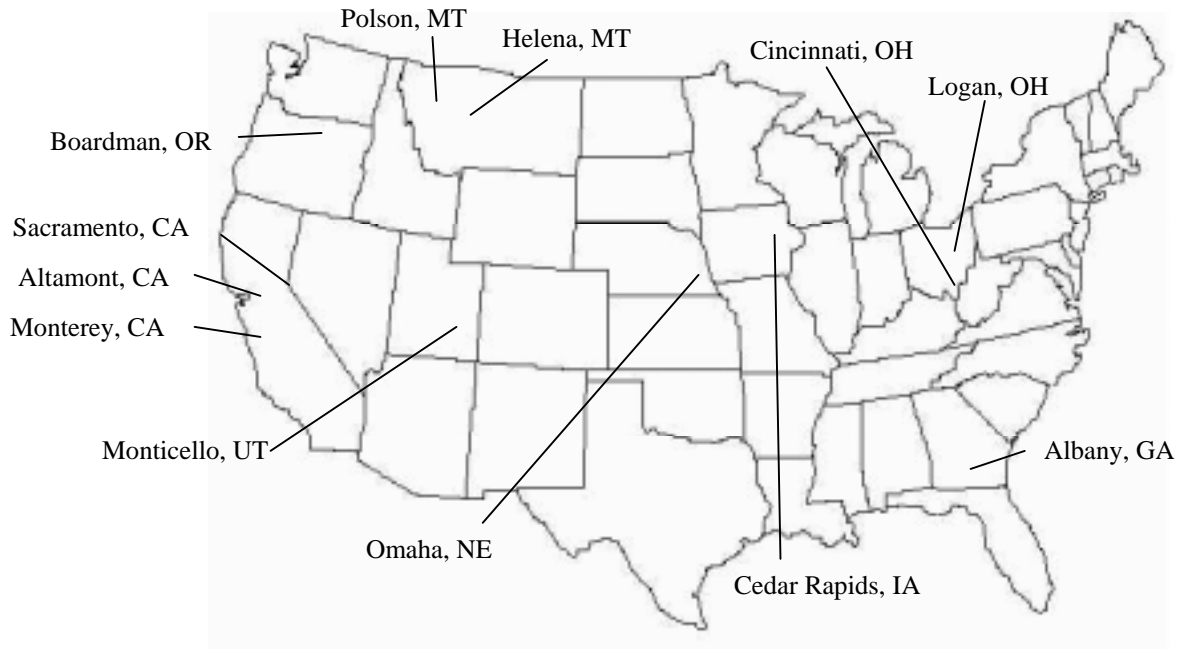 Polson, MT
Helena, MT
Cincinnati, OH
Logan, OH
Boardman, OR
Sacramento, CA
Altamont, CA
Monterey, CA
Monticello, UT
Albany, GA
Omaha, NE
Cedar Rapids, IA